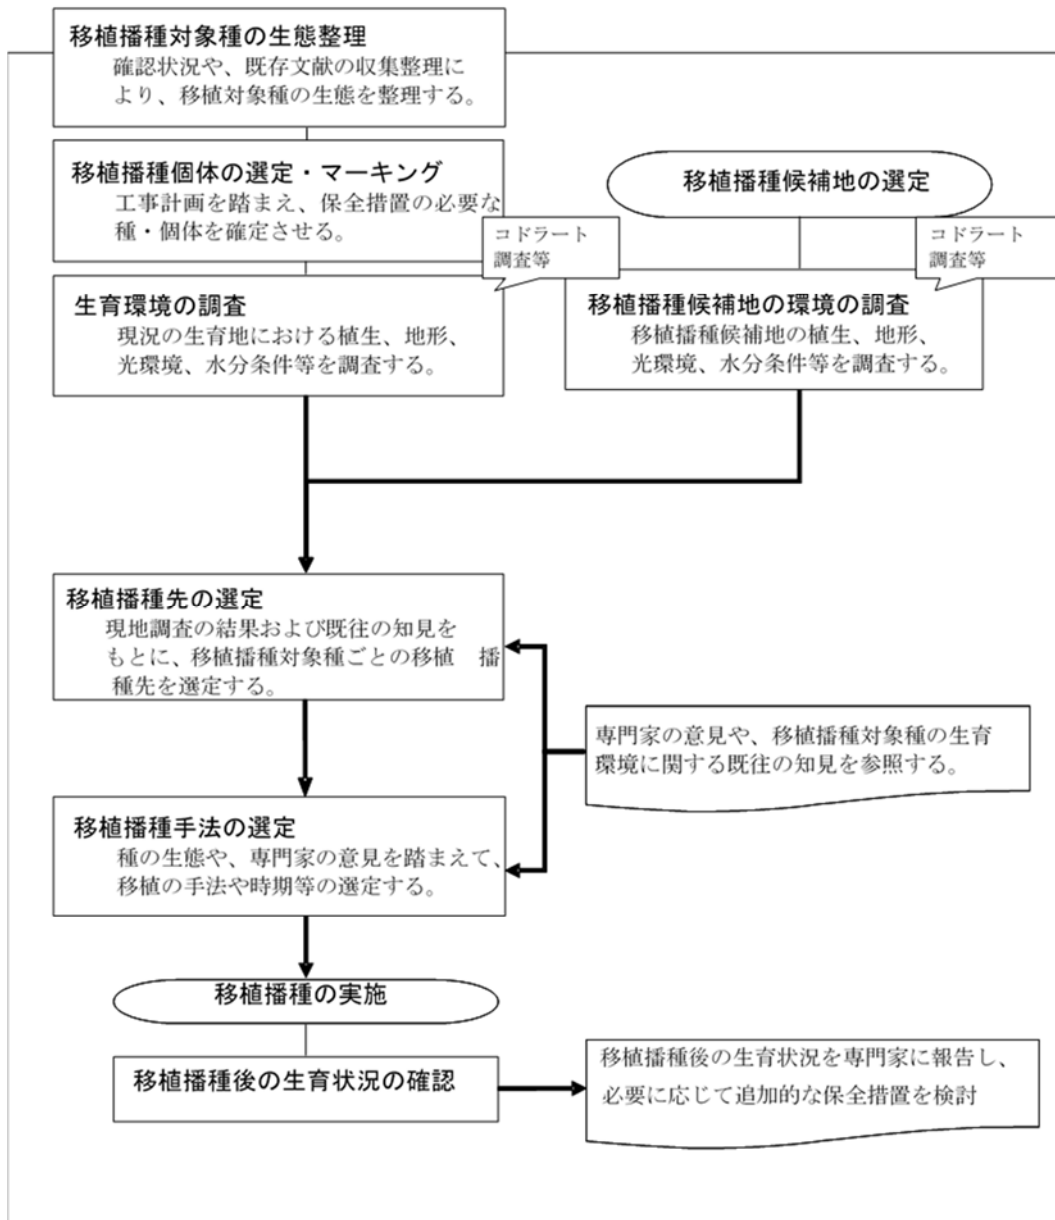 移植播種対象種の生態整理
確認状況や、既存文献の収集整理に
より、移植対象種の生態を整理する。
移植播種個体の選定・マーキング
工事計画を踏まえ、保全措置の必要な
種・個体を確定させる。
移植播種候補地の選定
コドラート
調査等
コドラート
調査等
生育環境の調査
現況の生育地における植生、地形、
光環境、水分条件等を調査する。
移植播種候補地の環境の調査
移植播種候補地の植生、地形、
光環境、水分条件等を調査する。
移植播種先の選定
現地調査の結果および既往の知見を
もとに、移植播種対象種ごとの移植　播
種先を選定する。
専門家の意見や、移植播種対象種の生育
環境に関する既往の知見を参照する。
移植播種手法の選定
種の生態や、専門家の意見を踏まえて、
移植の手法や時期等の選定する。
移植播種の実施
移植播種後の生育状況の確認
移植播種後の生育状況を専門家に報告し、
必要に応じて追加的な保全措置を検討